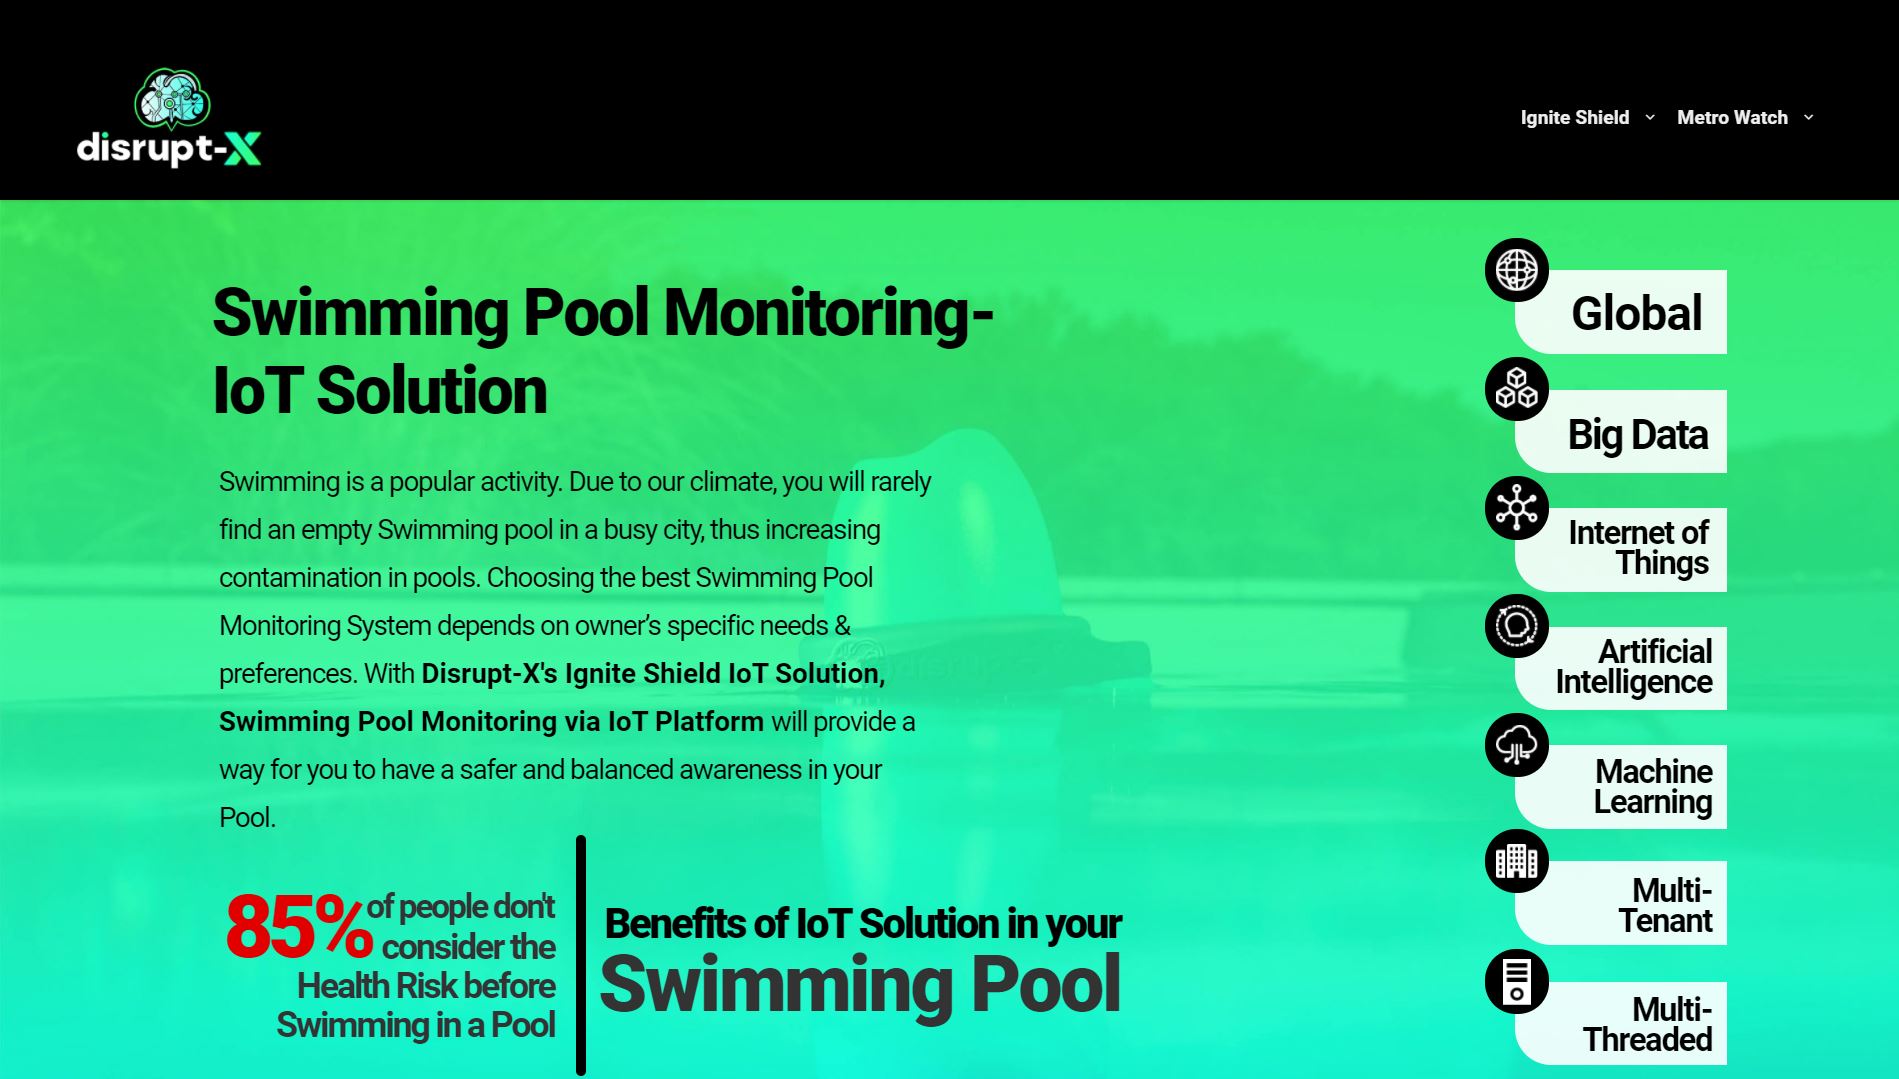 disrupt-X
Ignite Shield
Metro Watch
Swimming Pool Monitoring-
IoT Solution
Swimming is a popular activity. Due to our climate, you will rarely
find an empty Swimming pool in a busy city, thus increasing
contamination in pools. Choosing the best Swimming Pool
Monitoring System depends on owner’s specific needs &
preferences. With Disrupt-X's Ignite Shield IoT Solution,
Swimming Pool Monitoring via IoT Platform will provide a
way for you to have a safer and balanced awareness in your
Pool.
85% of people don't
consider the
Health Risk before
Swimming in a Pool
Benefits of IoT Solution in your
Swimming Pool
Global
Big Data
Internet of
Things
Artificial
Intelligence
Machine
Learning
Multi-
Tenant
Multi-
Threaded